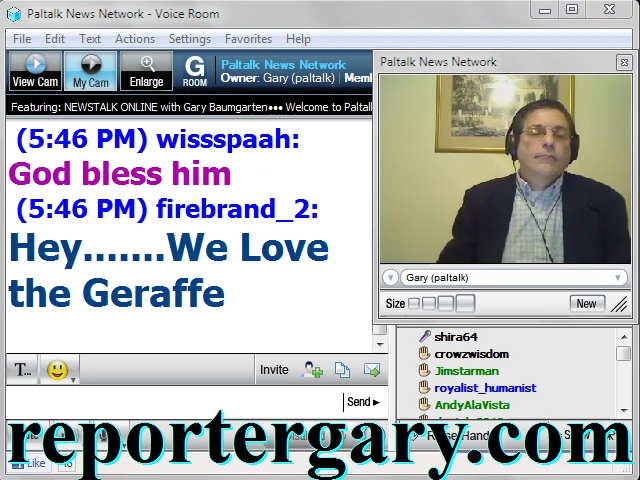 Paltalk News Network - Voice Room
File Edit Text Actions Settings Favorites Help
View Cam My Cam Enlarge
G ROOM
Paltalk News Network
Owner: Gary (paltalk) | Memb
Featuring: NEWSTALK ONLINE with Gary Baumgarten●●● Welcome to Paltall
(5:46 PM) wissspaah:
God bless him
(5:46 PM) firebrand_2:
Hey.......We Love
the Geraffe
Paltalk News Network
Gary (paltalk)
Size New
shira64
crowzwisdom
Jimstarman
royalist_humanist
AndyAlaVista
T... Invite
Send
reportergary.com
Like